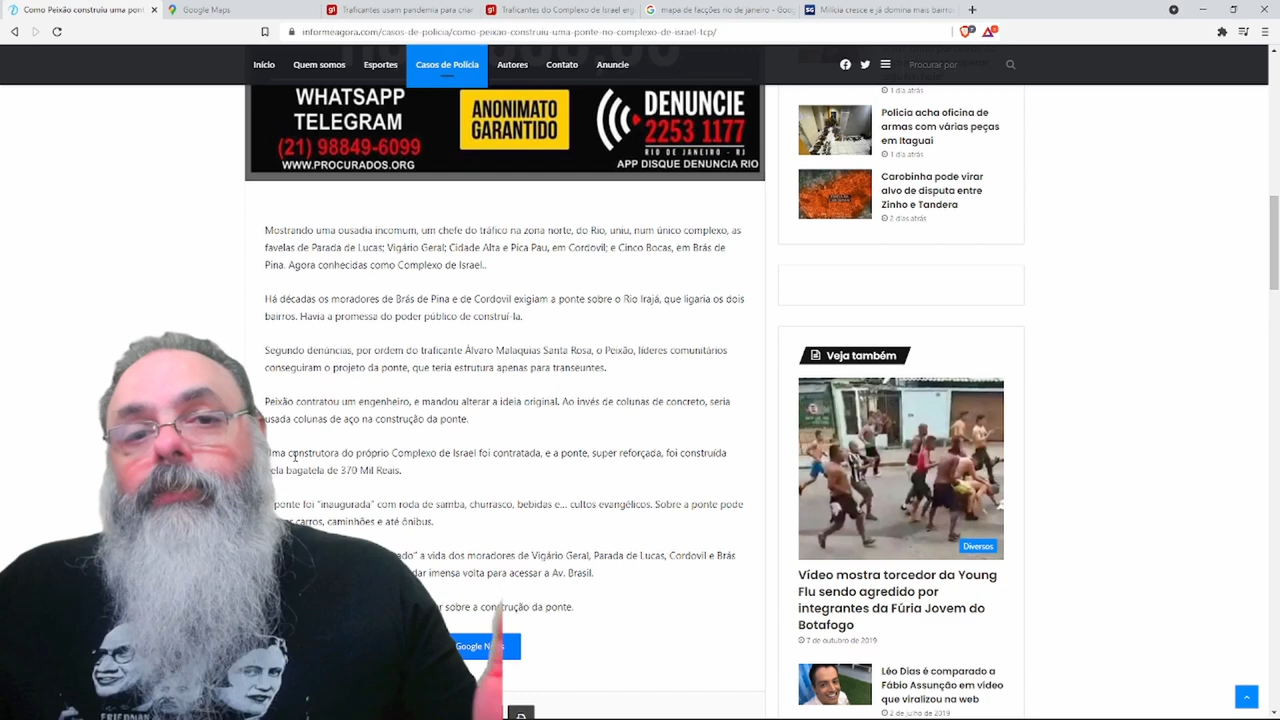 Como Peixão construiu uma pont
Google Maps
Traficantes usam pandemia para criar
Traficantes do Complexo de Israel erg
mapa de facções rio de janeiro - Goog
Milícia cresce e já domina mais bairro
informeagora.com/casos-de-policia/como-peixao-construiu-uma-ponte-no-complexo-de-israel-tcp/
Início
Quem somos
Esportes
Casos de Polícia
Autores
Contato
Anuncie
Procurar por
WHATSAPP
TELEGRAM
(21) 98849-6099
WWW.PROCURADOS.ORG
ANONIMATO
GARANTIDO
DENUNCIE
2253 1177
RIO DE JANEIRO - RJ
APP DISQUE DENUNCIA RIO
Mostrando uma ousadia incomum, um chefe do tráfico na zona norte, do Rio, uniu, num único complexo, as
favelas de Parada de Lucas; Vigário Geral; Cidade Alta e Pica Pau, em Cordovil; e Cinco Bocas, em Brás de
Pina. Agora conhecidas como Complexo de Israel..
Há décadas os moradores de Brás de Pina e de Cordovil exigiam a ponte sobre o Rio Irajá, que ligaria os dois
bairros. Havia a promessa do poder público de construí-la.
Segundo denúncias, por ordem do traficante Álvaro Malaquias Santa Rosa, o Peixão, líderes comunitários
conseguiram o projeto da ponte, que teria estrutura apenas para transeuntes.
Peixão contratou um engenheiro, e mandou alterar a ideia original. Ao invés de colunas de concreto, seria
usada colunas de aço na construção da ponte.
Uma construtora do próprio Complexo de Israel foi contratada, e a ponte, super reforçada, foi construída
bagatela de 370 Mil Reais.
ponte foi "inaugurada" com roda de samba, churrasco, bebidas e... cultos evangélicos. Sobre a ponte pode
carros, caminhões e até ônibus.
a vida dos moradores de Vigário Geral, Parada de Lucas, Cordovil e Brás
imensa volta para acessar a Av. Brasil.
sobre a construção da ponte.
Google
1 dia atrás
Polícia acha oficina de
armas com várias peças
em Itaguaí
1 dia atrás
Carobinha pode virar
alvo de disputa entre
Zinho e Tandera
2 dias atrás
Veja também
Diversos
Vídeo mostra torcedor da Young
Flu sendo agredido por
integrantes da Fúria Jovem do
Botafogo
7 de outubro de 2019
Léo Dias é comparado a
Fábio Assunção em vídeo
que viralizou na web
2 de julho de 2019